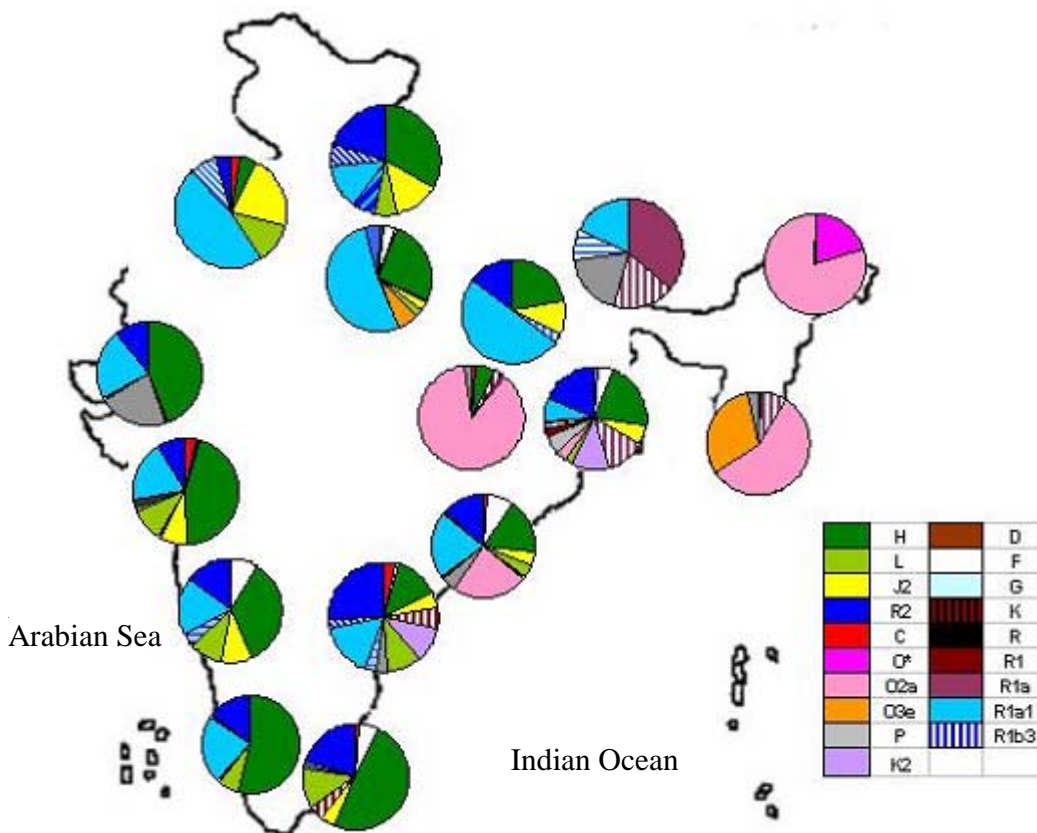 Arabian Sea
Indian Ocean
H D
L F
J2 G
R2 K
C R
O* R1
O2a R1a
O3e R1a1
P R1b3
K2